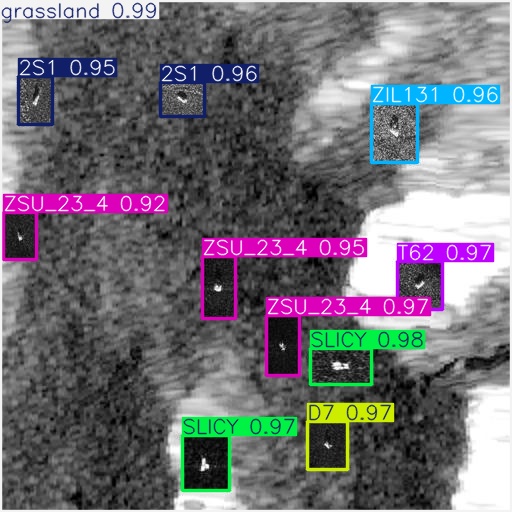 grassland 0.99
2S1 0.95
2S1 0.96
ZIL131 0.96
ZSU_23_4 0.92
ZSU_23_4 0.95
T62 0.97
ZSU_23_4 0.97
SLICY 0.98
D7 0.97
SLICY 0.97